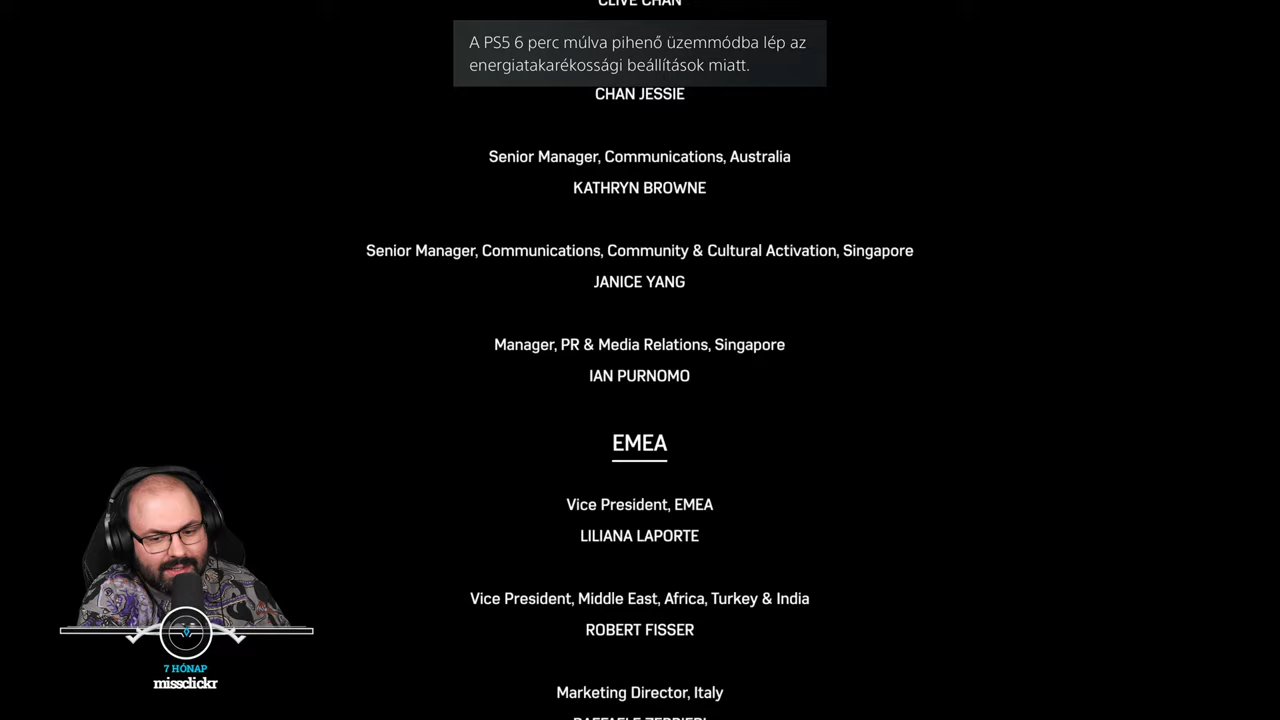 CLIVE CHAN
A PS5 6 perc múlva pihenő üzemmódba lép az
energiatakarékossági beállítások miatt.
CHAN JESSIE
Senior Manager, Communications, Australia
KATHRYN BROWNE
Senior Manager, Communications, Community & Cultural Activation, Singapore
JANICE YANG
Manager, PR & Media Relations, Singapore
IAN PURNOMO
EMEA
Vice President, EMEA
LILIANA LAPORTE
Vice President, Middle East, Africa, Turkey & India
ROBERT FISSER
Marketing Director, Italy
7 HÓNAP
missclickr